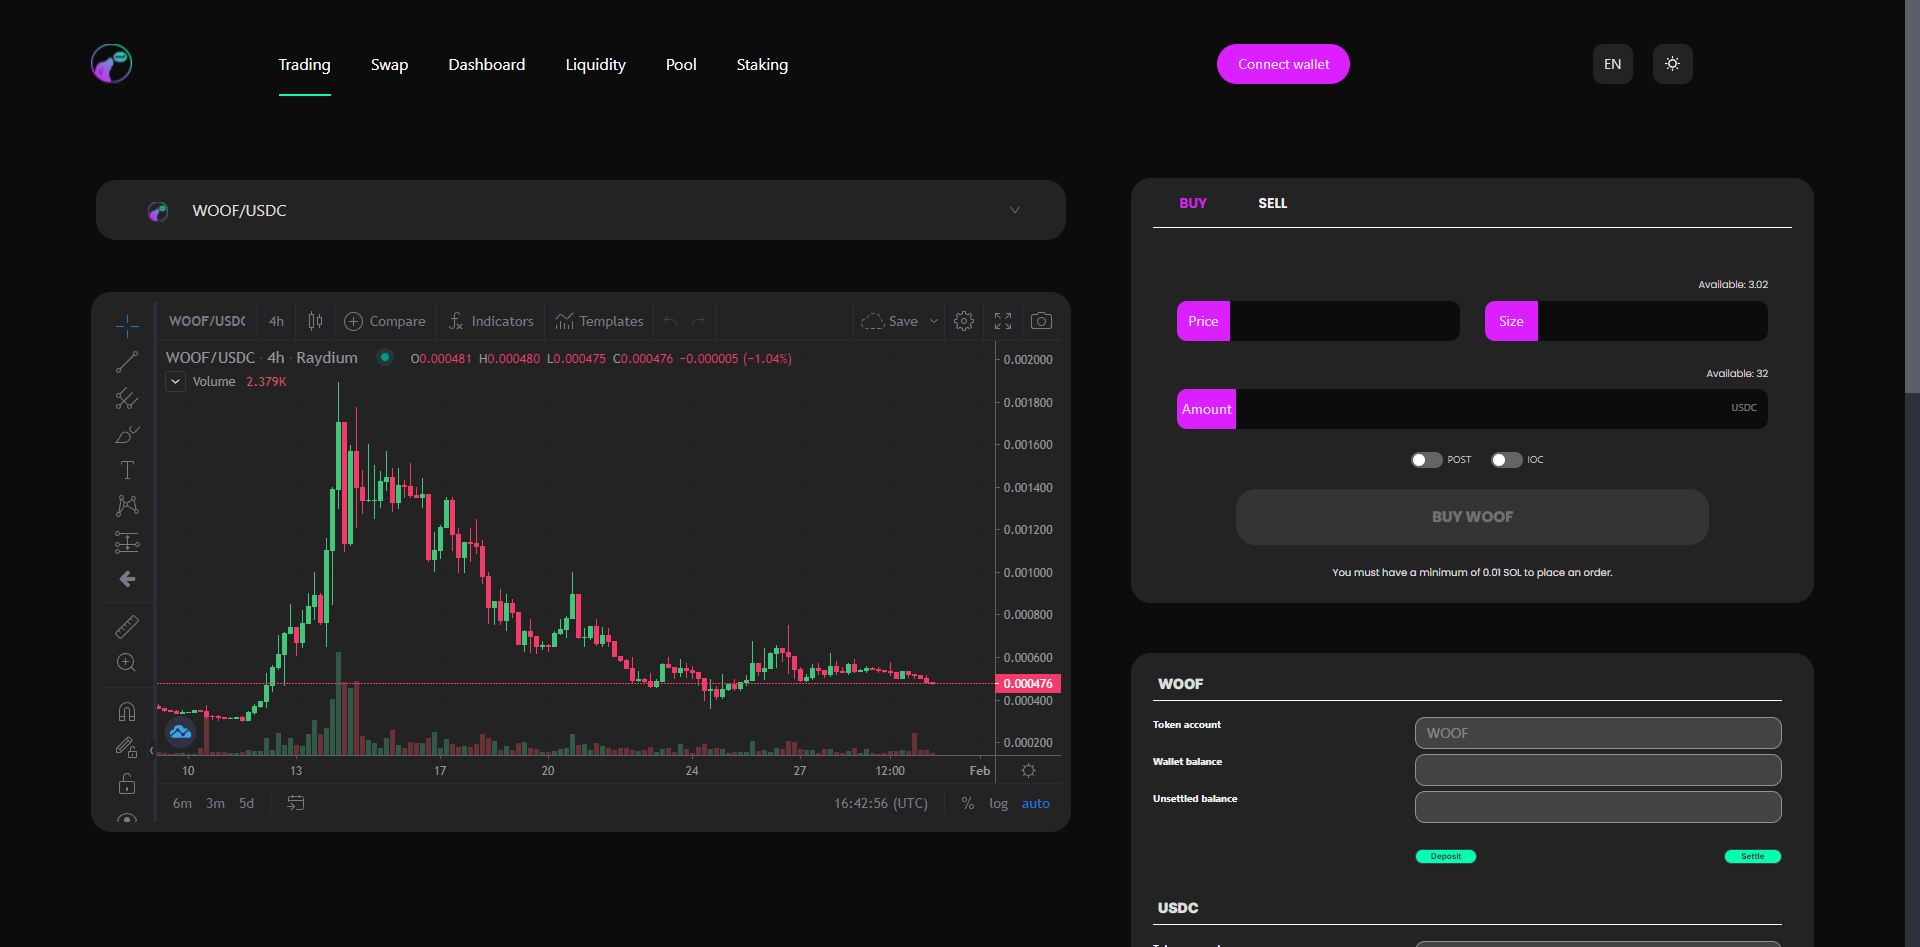 Trading Swap Dashboard Liquidity Pool Staking Connect wallet EN
WOOF/USDC
WOOF/USDC 4h Compare Indicators Templates Save
WOOF/USDC · 4h · Raydium O0.000481 H0.000480 L0.000475 C0.000476 −0.000005 (−1.04%)
Volume 2.379K
0.002000
0.001800
0.001600
0.001400
0.001200
0.001000
0.000800
0.000600
0.000476
0.000400
0.000200
10 13 17 20 24 27 12:00 Feb
6m 3m 5d 16:42:56 (UTC) % log auto
BUY SELL
Available: 3.02
Price Size
Available: 32
Amount USDC
POST IOC
BUY WOOF
You must have a minimum of 0.01 SOL to place an order.
WOOF
Token account WOOF
Wallet balance
Unsettled balance
Deposit Settle
USDC